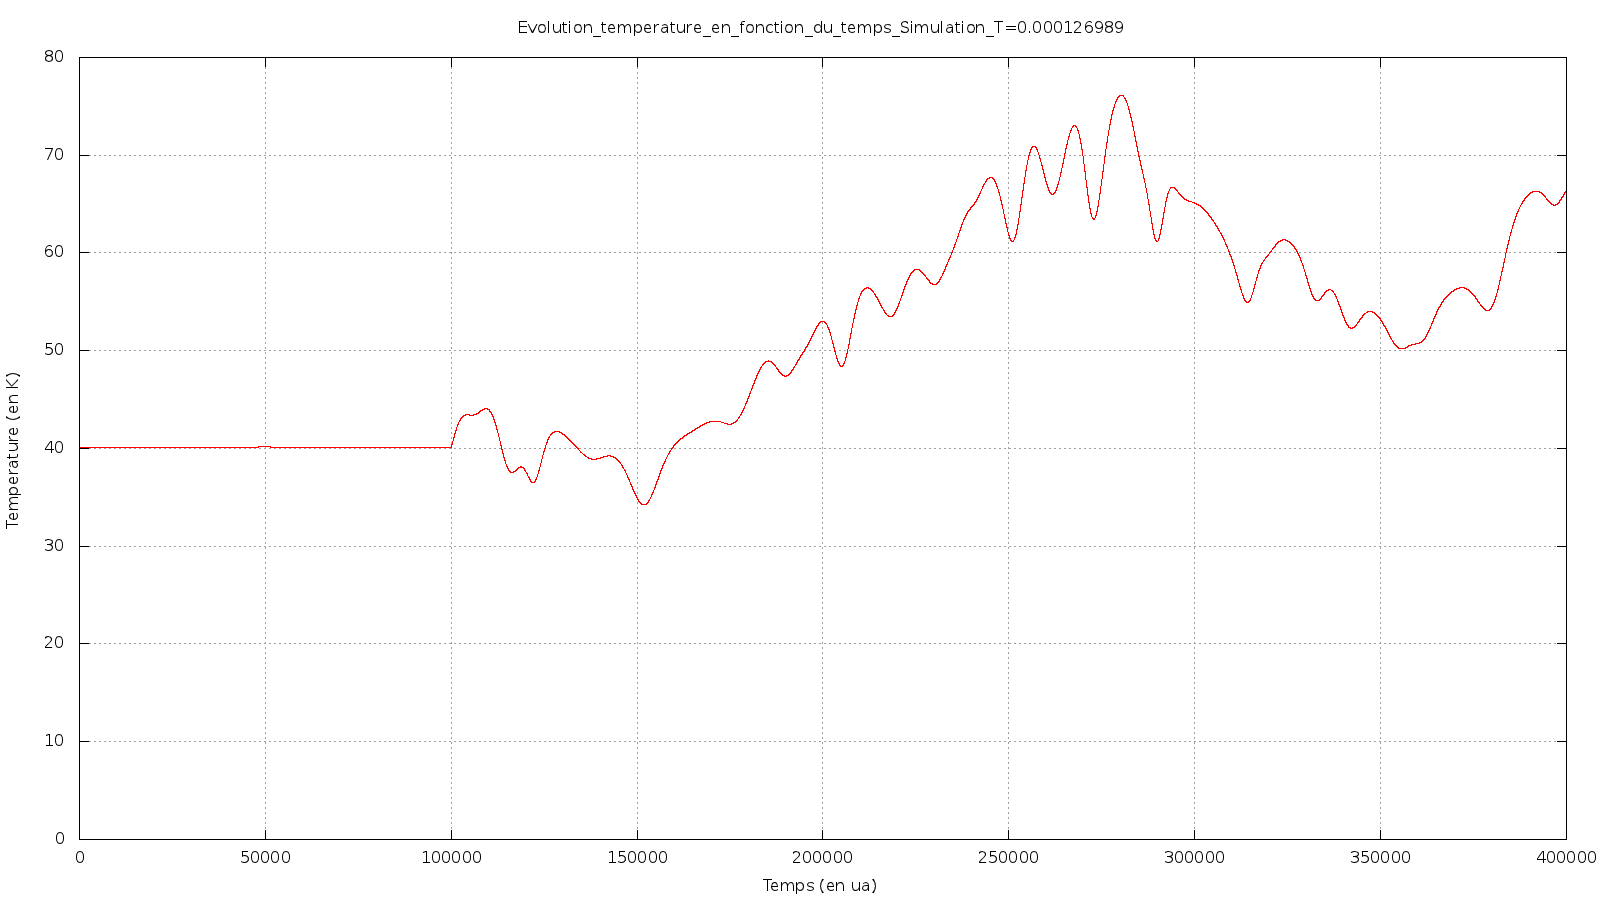 Evolution_temperature_en_fonction_du_temps_Simulation_T=0.000126989
80
70
60
50
40
30
20
10
0
Temperature (en K)
0 50000 100000 150000 200000 250000 300000 350000 400000
Temps (en ua)